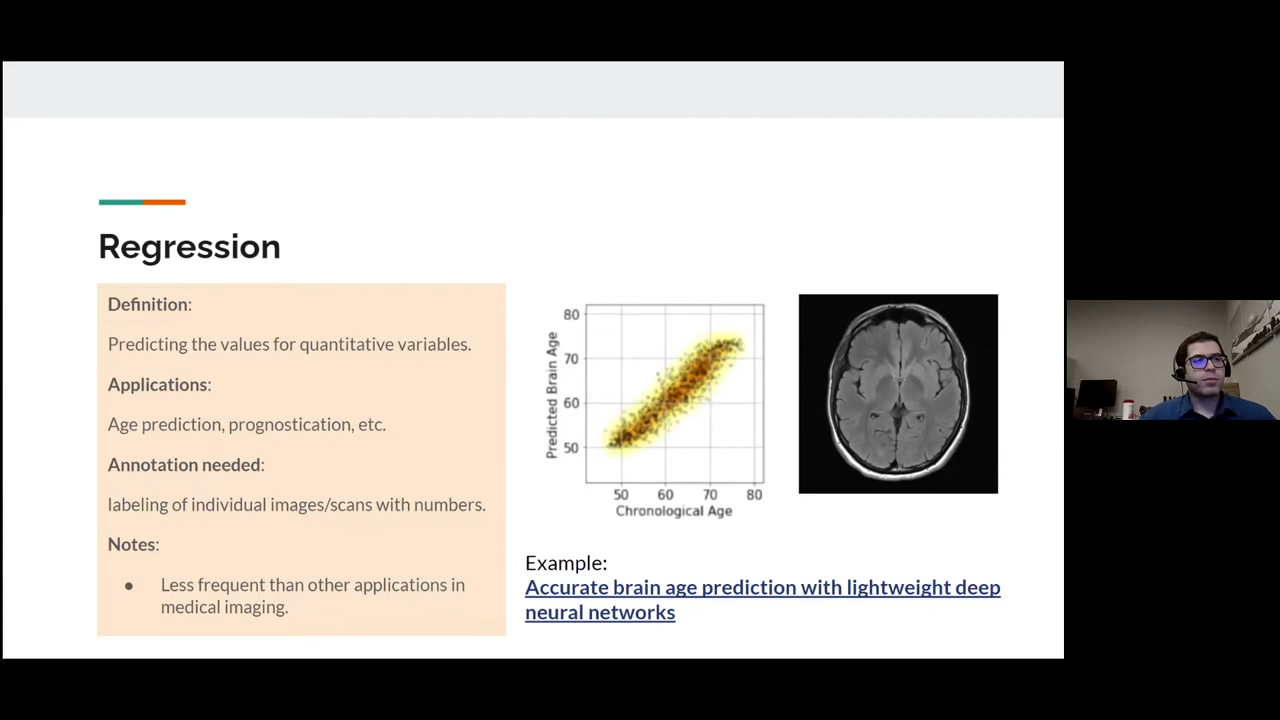 Regression
Definition:
Predicting the values for quantitative variables.
Applications:
Age prediction, prognostication, etc.
Annotation needed:
labeling of individual images/scans with numbers.
Notes:
● Less frequent than other applications in
medical imaging.
Predicted Brain Age
80
70
60
50
50 60 70 80
Chronological Age
Example:
Accurate brain age prediction with lightweight deep
neural networks